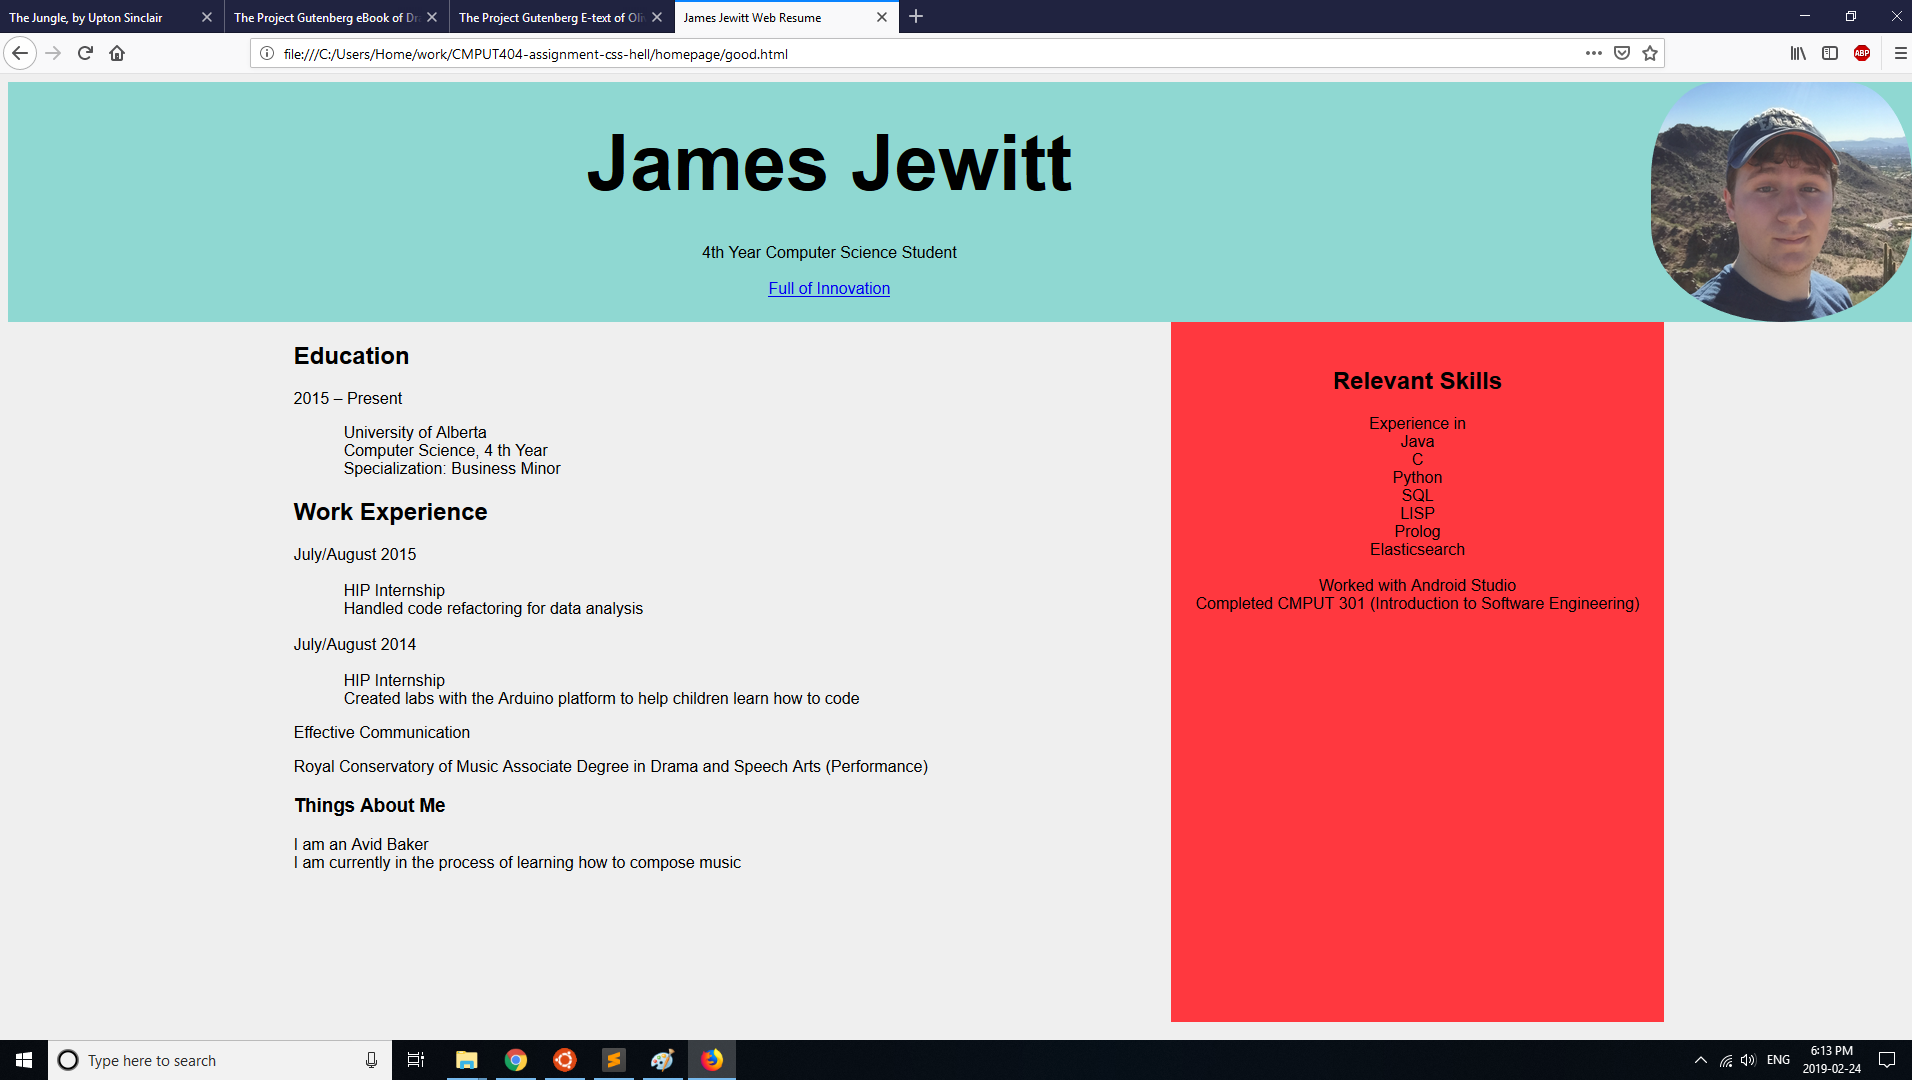 The Jungle, by Upton Sinclair
The Project Gutenberg eBook of Dr
The Project Gutenberg E-text of Oli
James Jewitt Web Resume
file:///C:/Users/Home/work/CMPUT404-assignment-css-hell/homepage/good.html
ABP
James Jewitt
4th Year Computer Science Student
Full of Innovation
Education
2015 – Present
University of Alberta
Computer Science, 4 th Year
Specialization: Business Minor
Work Experience
July/August 2015
HIP Internship
Handled code refactoring for data analysis
July/August 2014
HIP Internship
Created labs with the Arduino platform to help children learn how to code
Effective Communication
Royal Conservatory of Music Associate Degree in Drama and Speech Arts (Performance)
Things About Me
I am an Avid Baker
I am currently in the process of learning how to compose music
Relevant Skills
Experience in
Java
C
Python
SQL
LISP
Prolog
Elasticsearch
Worked with Android Studio
Completed CMPUT 301 (Introduction to Software Engineering)
Type here to search
ENG
6:13 PM
2019-02-24